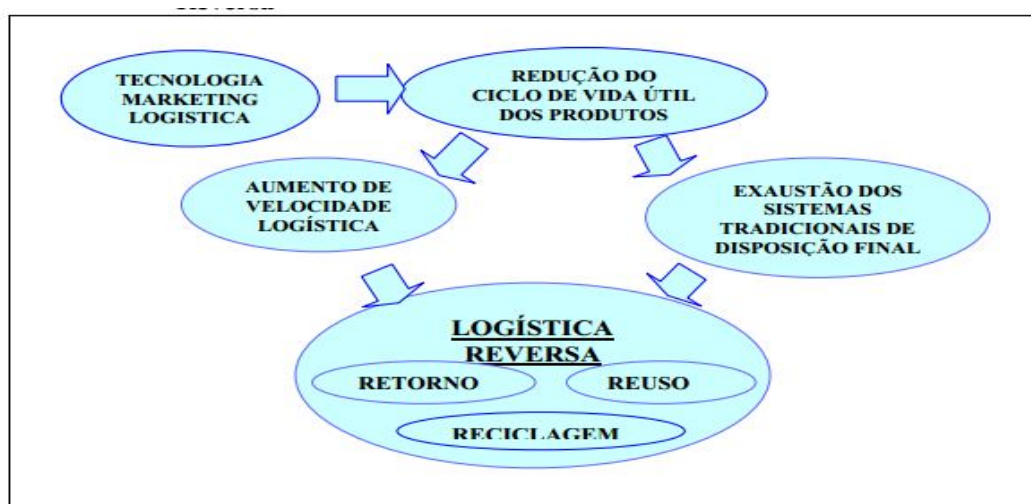 TECNOLOGIA
MARKETING
LOGISTICA
REDUÇÃO DO
CICLO DE VIDA ÚTIL
DOS PRODUTOS
AUMENTO DE
VELOCIDADE
LOGÍSTICA
EXAUSTÃO DOS
SISTEMAS
TRADICIONAIS DE
DISPOSIÇÃO FINAL
LOGÍSTICA
REVERSA
RETORNO
REUSO
RECICLAGEM